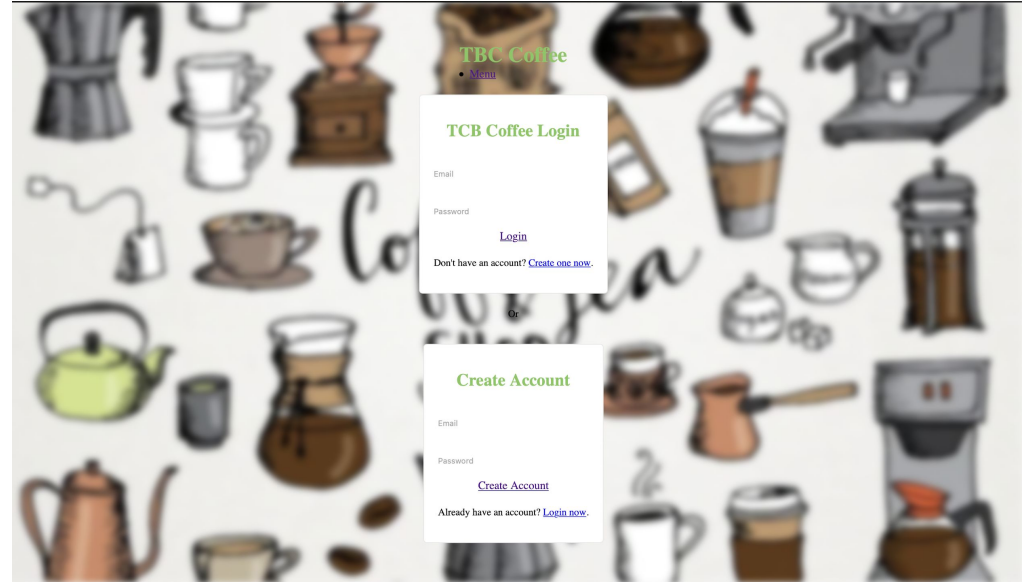 TBC Coffee
Menu
TCB Coffee Login
Email
Password
Login
Don't have an account? Create one now.
Or
Create Account
Email
Password
Create Account
Already have an account? Login now.